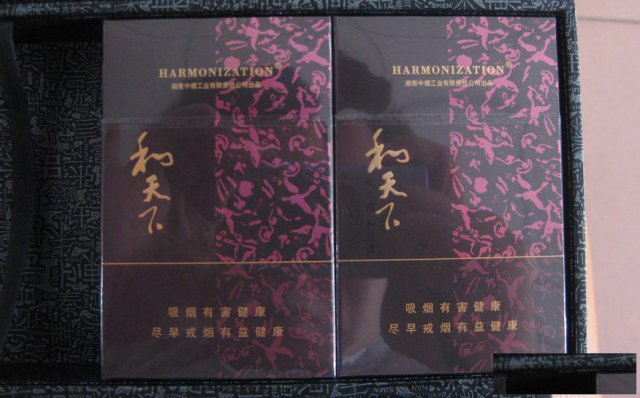 HARMONIZATION®
湖南中烟工业有限责任公司出品
和天下
吸烟有害健康
尽早戒烟有益健康
HARMONIZATION®
湖南中烟工业有限责任公司出品
和天下
吸烟有害健康
尽早戒烟有益健康